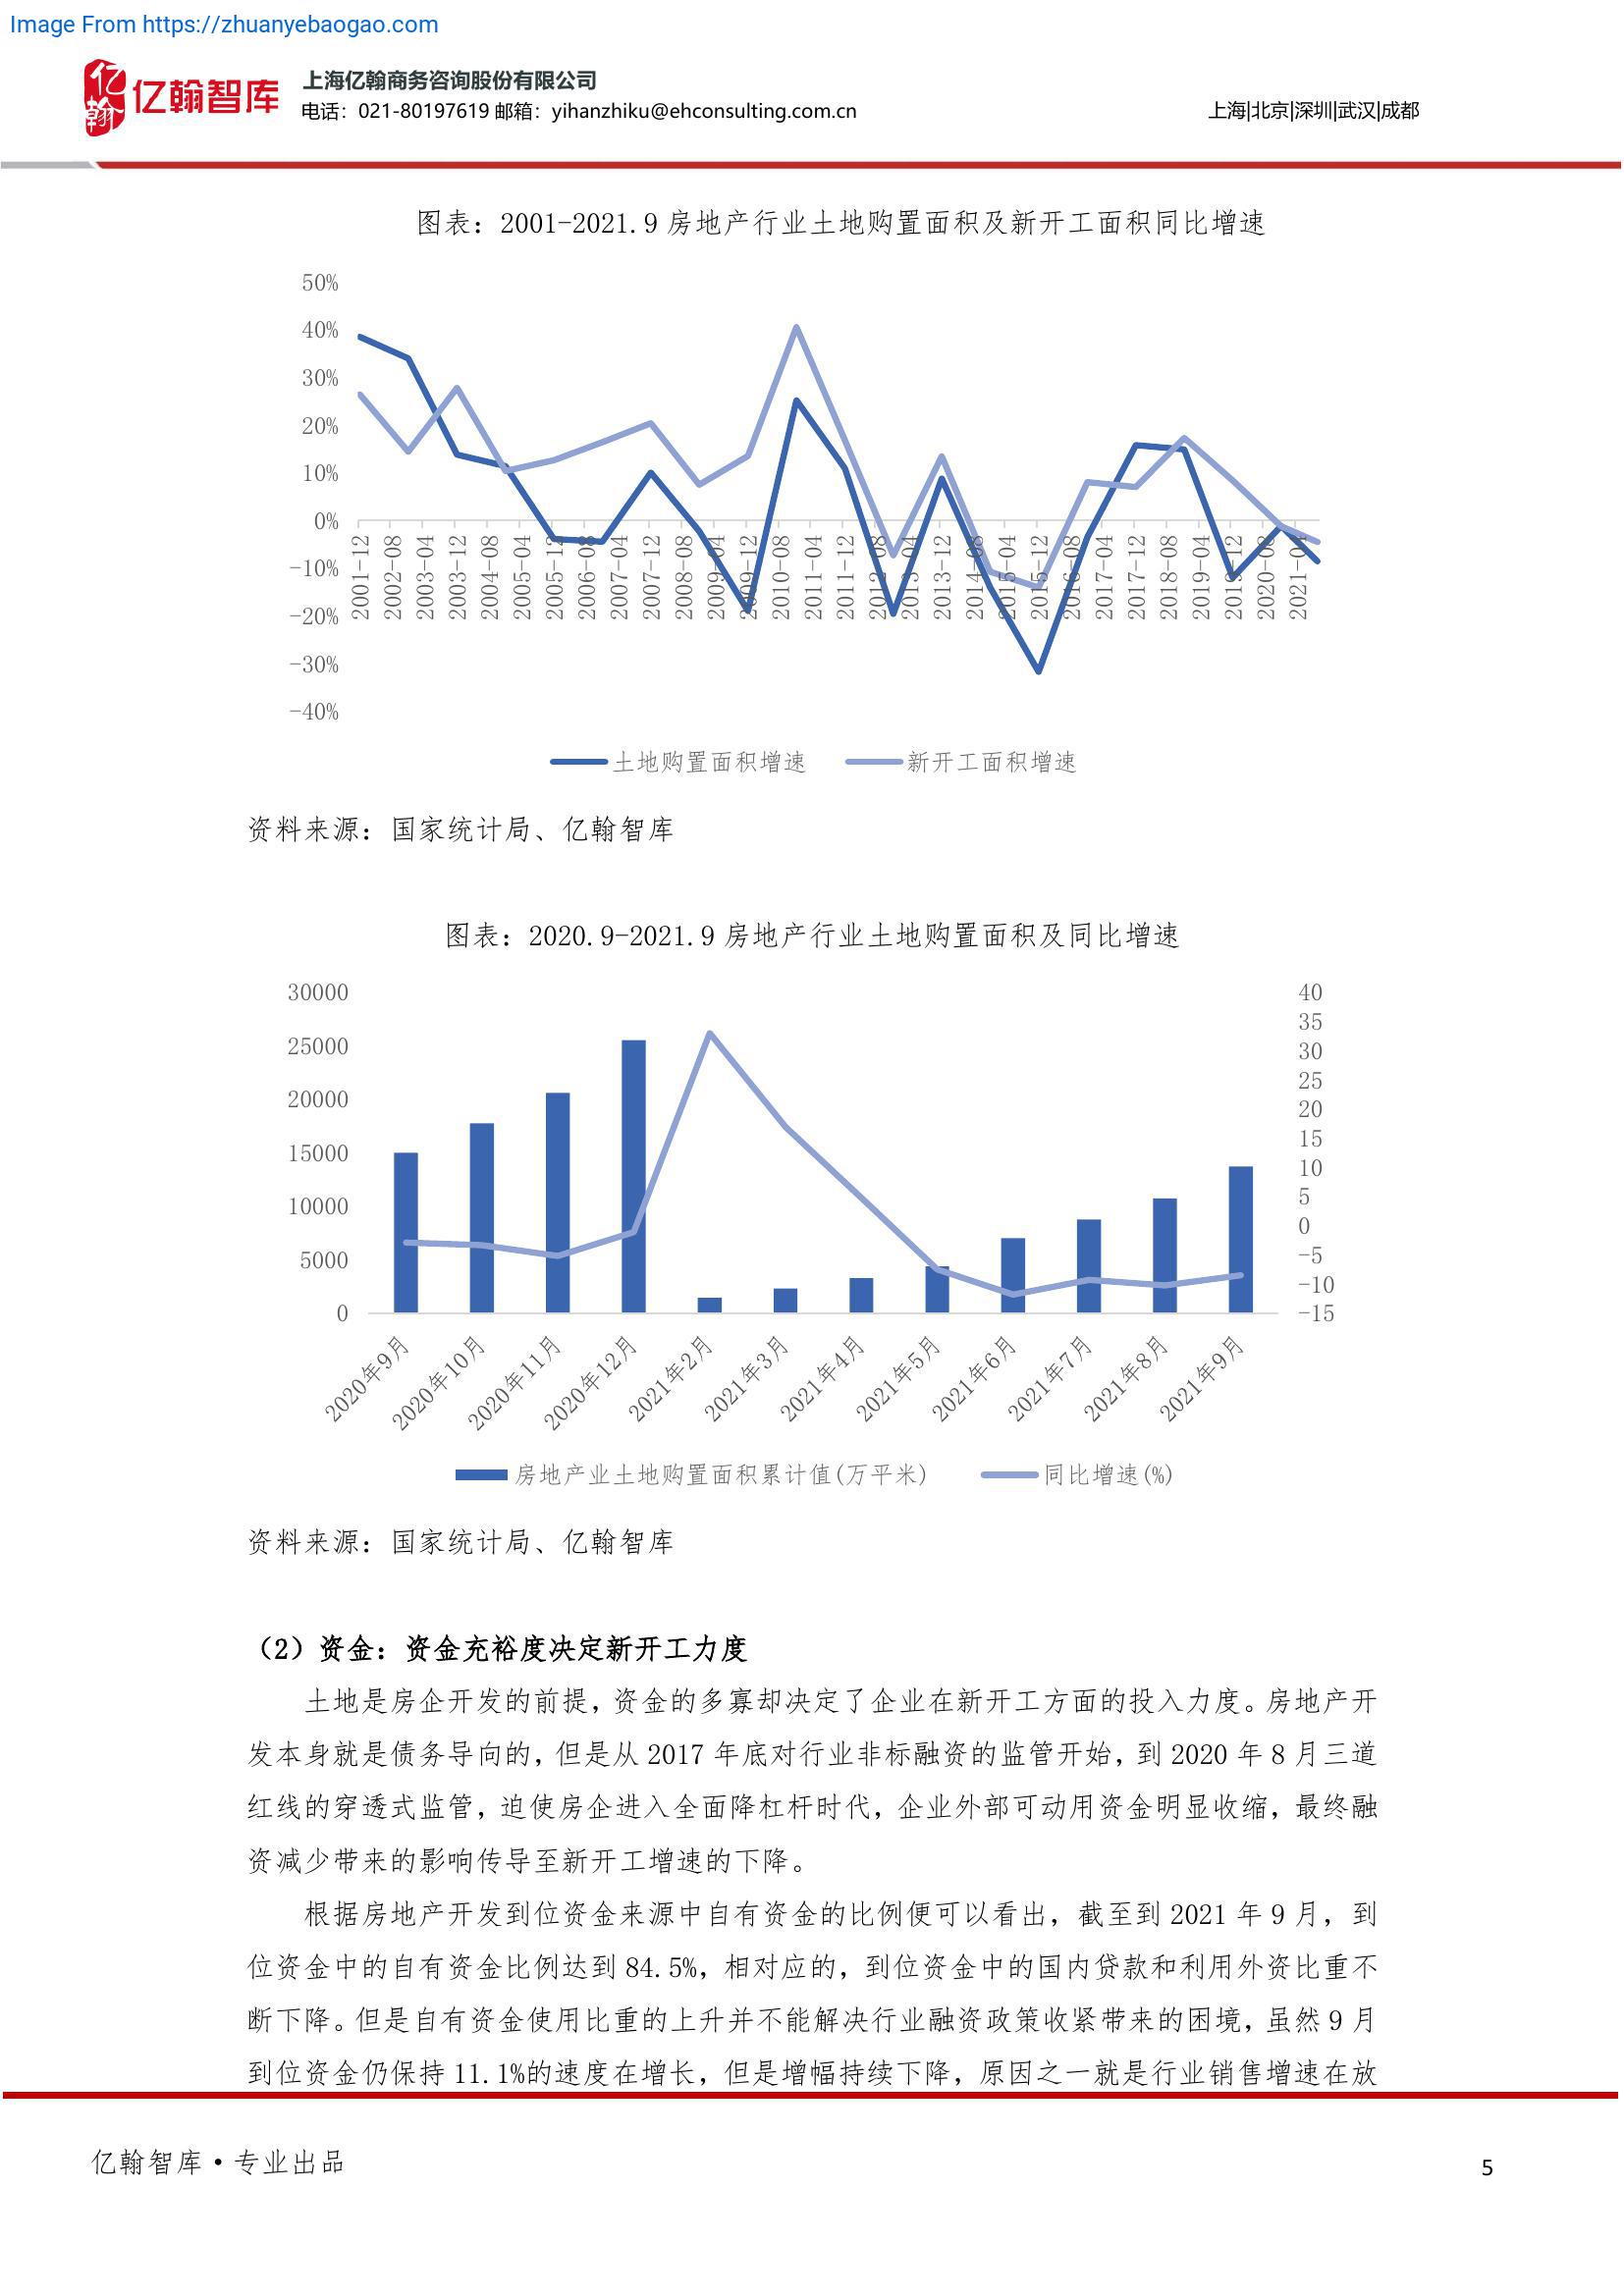 Image From https://zhuanyebaogao.com
亿翰
亿翰智库
上海亿翰商务咨询股份有限公司
电话：021-80197619 邮箱：yihanzhiku@ehconsulting.com.cn
上海|北京|深圳|武汉|成都
图表：2001-2021.9 房地产行业土地购置面积及新开工面积同比增速
50%
40%
30%
20%
10%
0%
-10%
-20%
-30%
-40%
2001-12
2002-08
2003-04
2003-12
2004-08
2005-04
2005-12
2006-08
2007-04
2007-12
2008-08
2009-04
2009-12
2010-08
2011-04
2011-12
2012-08
2013-04
2013-12
2014-08
2015-04
2015-12
2016-08
2017-04
2017-12
2018-08
2019-04
2019-12
2020-08
2021-04
土地购置面积增速
新开工面积增速
资料来源：国家统计局、亿翰智库
图表：2020.9-2021.9 房地产行业土地购置面积及同比增速
30000
25000
20000
15000
10000
5000
0
40
35
30
25
20
15
10
5
0
-5
-10
-15
2020年9月
2020年10月
2020年11月
2020年12月
2021年2月
2021年3月
2021年4月
2021年5月
2021年6月
2021年7月
2021年8月
2021年9月
房地产业土地购置面积累计值(万平米)
同比增速(%)
资料来源：国家统计局、亿翰智库
（2）资金：资金充裕度决定新开工力度
土地是房企开发的前提，资金的多寡却决定了企业在新开工方面的投入力度。房地产开
发本身就是债务导向的，但是从 2017 年底对行业非标融资的监管开始，到 2020 年 8 月三道
红线的穿透式监管，迫使房企进入全面降杠杆时代，企业外部可动用资金明显收缩，最终融
资减少带来的影响传导至新开工增速的下降。
根据房地产开发到位资金来源中自有资金的比例便可以看出，截至到 2021 年 9 月，到
位资金中的自有资金比例达到 84.5%，相对应的，到位资金中的国内贷款和利用外资比重不
断下降。但是自有资金使用比重的上升并不能解决行业融资政策收紧带来的困境，虽然 9 月
到位资金仍保持 11.1%的速度在增长，但是增幅持续下降，原因之一就是行业销售增速在放
亿翰智库·专业出品
5